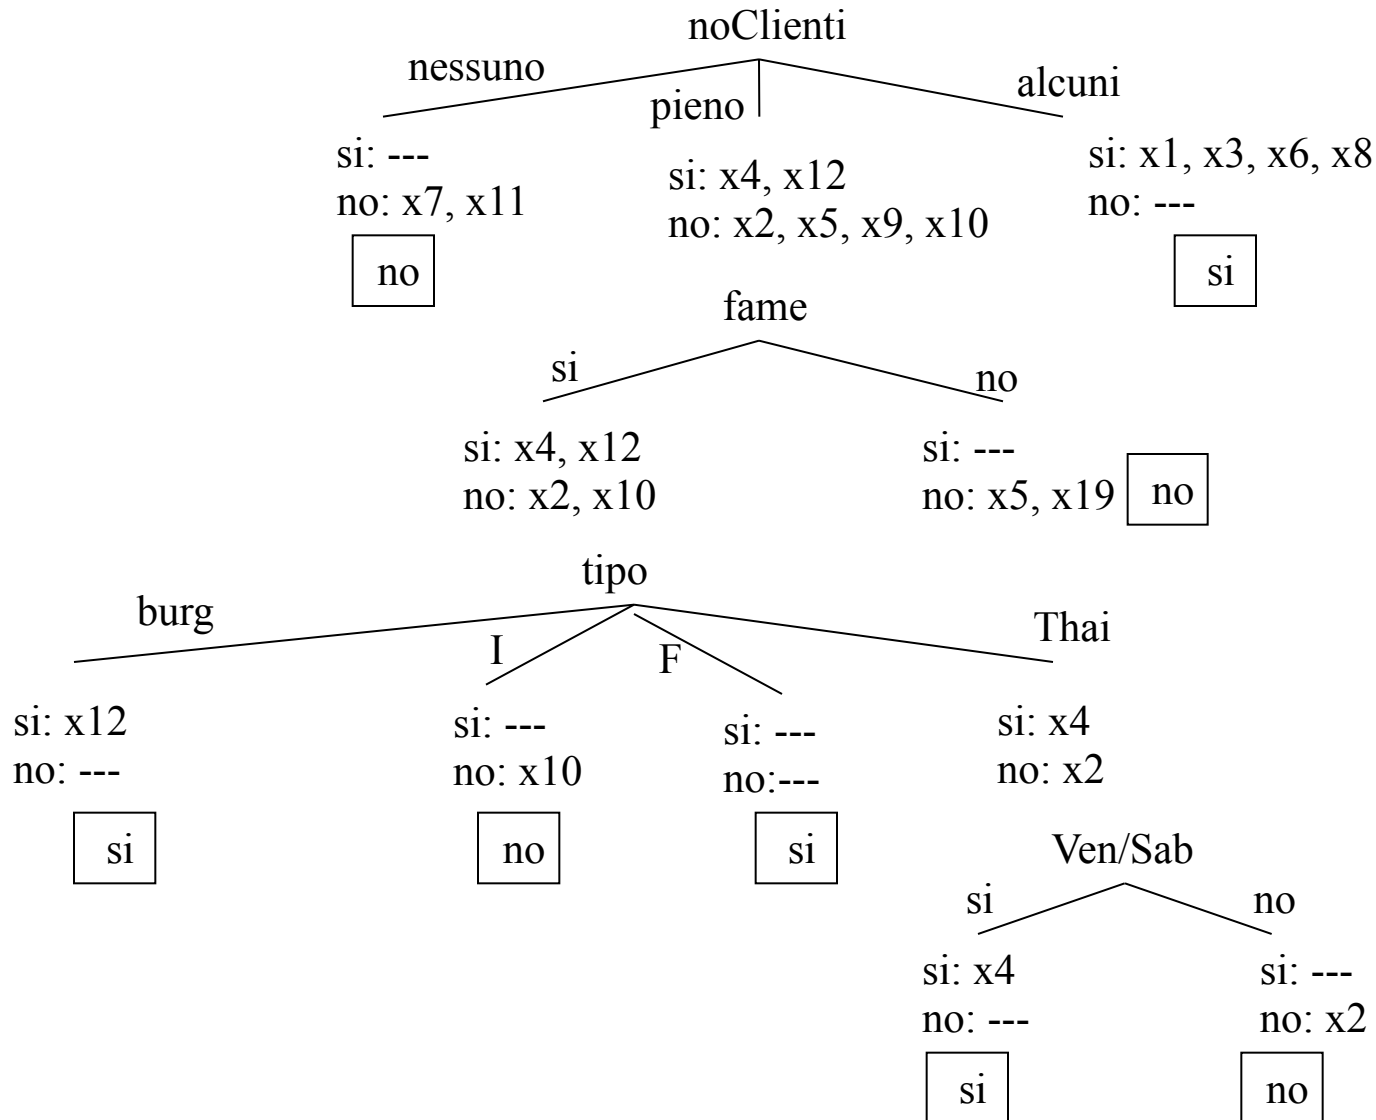 noClienti
nessuno
pieno
alcuni
si: ---
no: x7, x11
no
si: x4, x12
no: x2, x5, x9, x10
si: x1, x3, x6, x8
no: ---
si
fame
si
no
si: x4, x12
no: x2, x10
si: ---
no: x5, x19
no
tipo
burg
I
F
Thai
si: x12
no: ---
si
si: ---
no: x10
no
si: ---
no:---
si
si: x4
no: x2
Ven/Sab
si
no
si: x4
no: ---
si
si: ---
no: x2
no